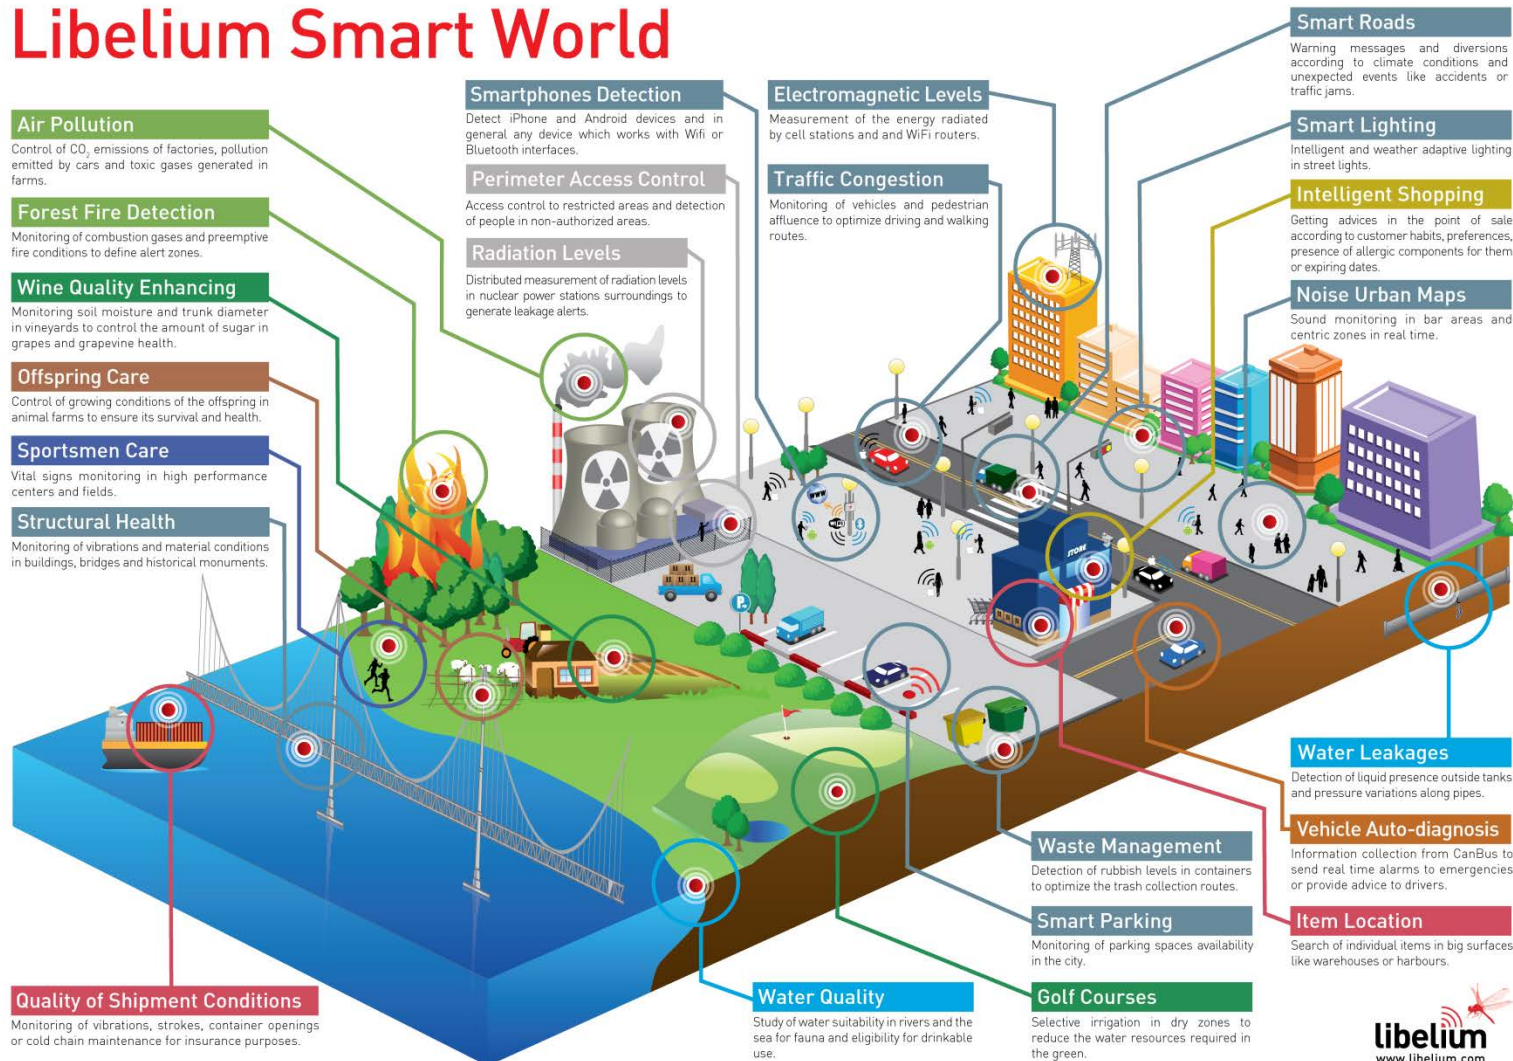 Libelium Smart World
Air Pollution
Control of CO₂ emissions of factories, pollution
emitted by cars and toxic gases generated in
farms.
Forest Fire Detection
Monitoring of combustion gases and preemptive
fire conditions to define alert zones.
Wine Quality Enhancing
Monitoring soil moisture and trunk diameter
in vineyards to control the amount of sugar in
grapes and grapevine health.
Offspring Care
Control of growing conditions of the offspring in
animal farms to ensure its survival and health.
Sportsmen Care
Vital signs monitoring in high performance
centers and fields.
Structural Health
Monitoring of vibrations and material conditions
in buildings, bridges and historical monuments.
Quality of Shipment Conditions
Monitoring of vibrations, strokes, container openings
or cold chain maintenance for insurance purposes.
Smartphones Detection
Detect iPhone and Android devices and in
general any device which works with Wifi or
Bluetooth interfaces.
Perimeter Access Control
Access control to restricted areas and detection
of people in non-authorized areas.
Radiation Levels
Distributed measurement of radiation levels
in nuclear power stations surroundings to
generate leakage alerts.
Electromagnetic Levels
Measurement of the energy radiated
by cell stations and and WiFi routers.
Traffic Congestion
Monitoring of vehicles and pedestrian
affluence to optimize driving and walking
routes.
Smart Roads
Warning messages and diversions
according to climate conditions and
unexpected events like accidents or
traffic jams.
Smart Lighting
Intelligent and weather adaptive lighting
in street lights.
Intelligent Shopping
Getting advices in the point of sale
according to customer habits, preferences,
presence of allergic components for them
or expiring dates.
Noise Urban Maps
Sound monitoring in bar areas and
centric zones in real time.
www
WiFi
STORE
P
Water Leakages
Detection of liquid presence outside tanks
and pressure variations along pipes.
Vehicle Auto-diagnosis
Information collection from CanBus to
send real time alarms to emergencies
or provide advice to drivers.
Item Location
Search of individual items in big surfaces
like warehouses or harbours.
Waste Management
Detection of rubbish levels in containers
to optimize the trash collection routes.
Smart Parking
Monitoring of parking spaces availability
in the city.
Golf Courses
Selective irrigation in dry zones to
reduce the water resources required in
the green.
Water Quality
Study of water suitability in rivers and the
sea for fauna and eligibility for drinkable
use.
libelium
www.libelium.com